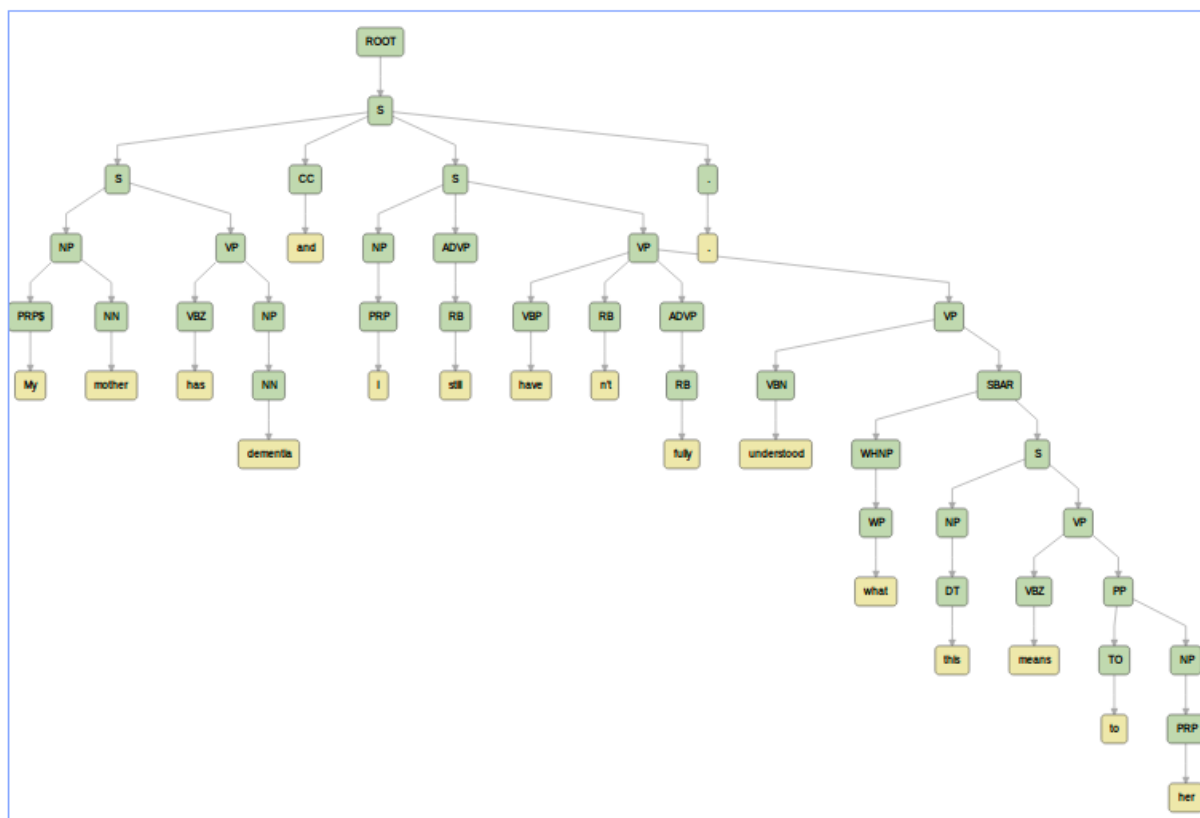 ROOT
S
S CC S .
NP VP and NP ADVP VP .
PRP$ NN VBZ NP PRP RB VBP RB ADVP VP
My mother has NN I still have n't RB VBN SBAR
dementia fully understood WHNP S
WP NP VP
what DT VBZ PP
this means TO NP
to PRP
her